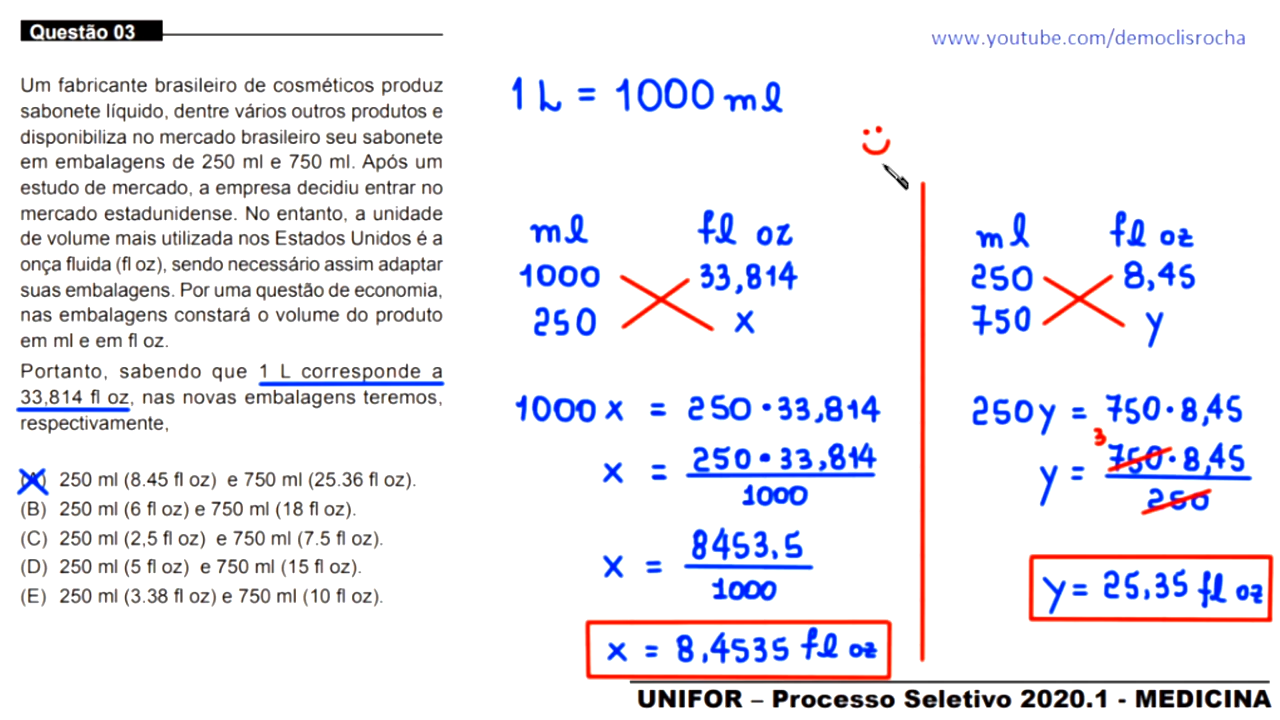 Questão 03
www.youtube.com/democlisrocha
Um fabricante brasileiro de cosméticos produz
sabonete líquido, dentre vários outros produtos e
disponibiliza no mercado brasileiro seu sabonete
em embalagens de 250 ml e 750 ml. Após um
estudo de mercado, a empresa decidiu entrar no
mercado estadunidense. No entanto, a unidade
de volume mais utilizada nos Estados Unidos é a
onça fluida (fl oz), sendo necessário assim adaptar
suas embalagens. Por uma questão de economia,
nas embalagens constará o volume do produto
em ml e em fl oz.
Portanto, sabendo que 1 L corresponde a
33,814 fl oz, nas novas embalagens teremos,
respectivamente,
(A) 250 ml (8.45 fl oz) e 750 ml (25.36 fl oz).
(B) 250 ml (6 fl oz) e 750 ml (18 fl oz).
(C) 250 ml (2,5 fl oz) e 750 ml (7.5 fl oz).
(D) 250 ml (5 fl oz) e 750 ml (15 fl oz).
(E) 250 ml (3.38 fl oz) e 750 ml (10 fl oz).
1 L = 1000 ml
ml fl oz
1000 33,814
250 x
1000 x = 250 · 33,814
x = 250 · 33,814
1000
x = 8453,5
1000
x = 8,4535 fl oz
ml fl oz
250 8,45
750 y
250y = 750 · 8,45
3
y = 750 · 8,45
250
y = 25,35 fl oz
UNIFOR – Processo Seletivo 2020.1 - MEDICINA